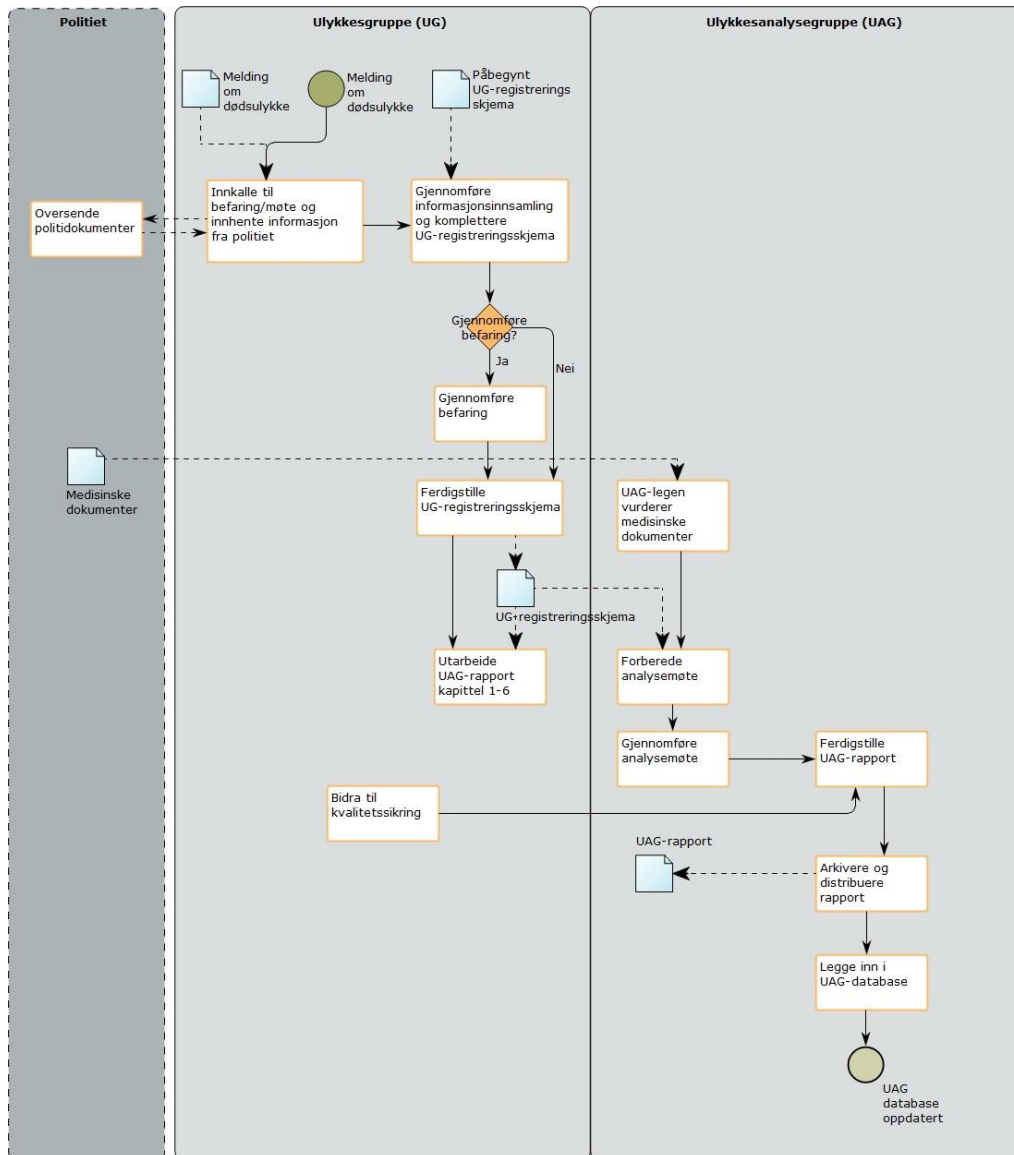 Politiet
Ulykkesgruppe (UG)
Ulykkesanalysegruppe (UAG)
Melding
om
dødsulykke
Melding
om
dødsulykke
Påbegynt
UG-registrerings
skjema
Oversende
politidokumenter
Innkalle til
befaring/møte og
innhente informasjon
fra politiet
Gjennomføre
informasjonsinnsamling
og komplettere
UG-registreringsskjema
Gjennomføre
befaring?
Ja
Nei
Gjennomføre
befaring
Medisinske
dokumenter
Ferdigstille
UG-registreringsskjema
UAG-legen
vurderer
medisinske
dokumenter
UG-registreringsskjema
Utarbeide
UAG-rapport
kapittel 1-6
Forberede
analysemøte
Gjennomføre
analysemøte
Ferdigstille
UAG-rapport
Bidra til
kvalitetssikring
UAG-rapport
Arkivere og
distribuere
rapport
Legge inn i
UAG-database
UAG
database
oppdatert